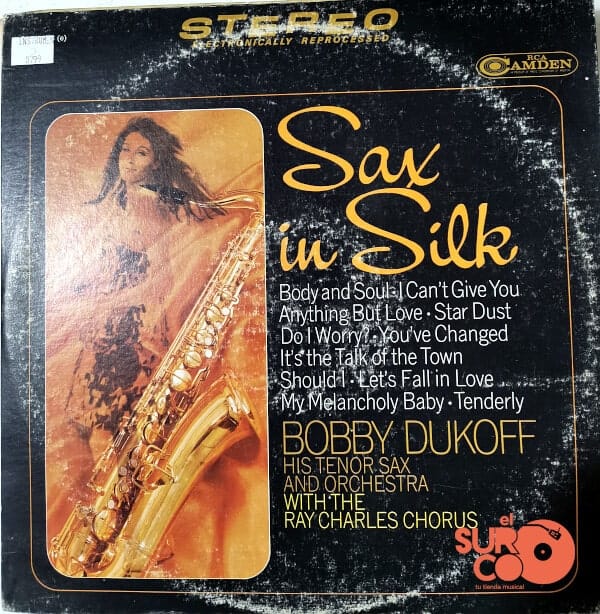 STEREO
ELECTRONICALLY REPROCESSED
RCA
CAMDEN
Sax
in Silk
Body and Soul · I Can't Give You
Anything But Love · Star Dust
Do I Worry? · You've Changed
It's the Talk of the Town
Should I · Let's Fall in Love
My Melancholy Baby · Tenderly
BOBBY DUKOFF
HIS TENOR SAX
AND ORCHESTRA
WITH THE
RAY CHARLES CHORUS
el
SURCO
tu tienda musical